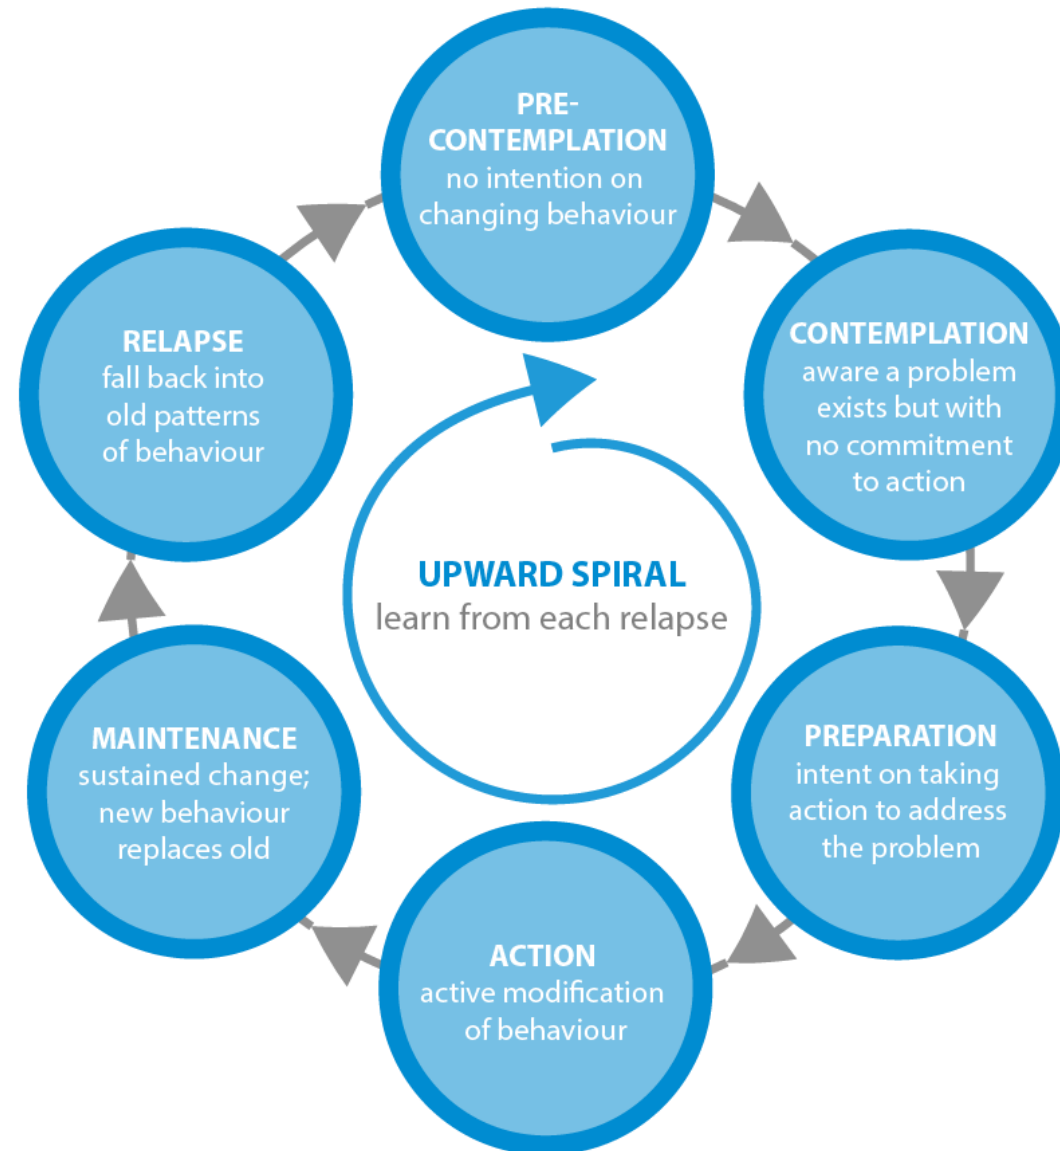 PRE-
CONTEMPLATION
no intention on
changing behaviour
CONTEMPLATION
aware a problem
exists but with
no commitment
to action
PREPARATION
intent on taking
action to address
the problem
ACTION
active modification
of behaviour
MAINTENANCE
sustained change;
new behaviour
replaces old
RELAPSE
fall back into
old patterns
of behaviour
UPWARD SPIRAL
learn from each relapse